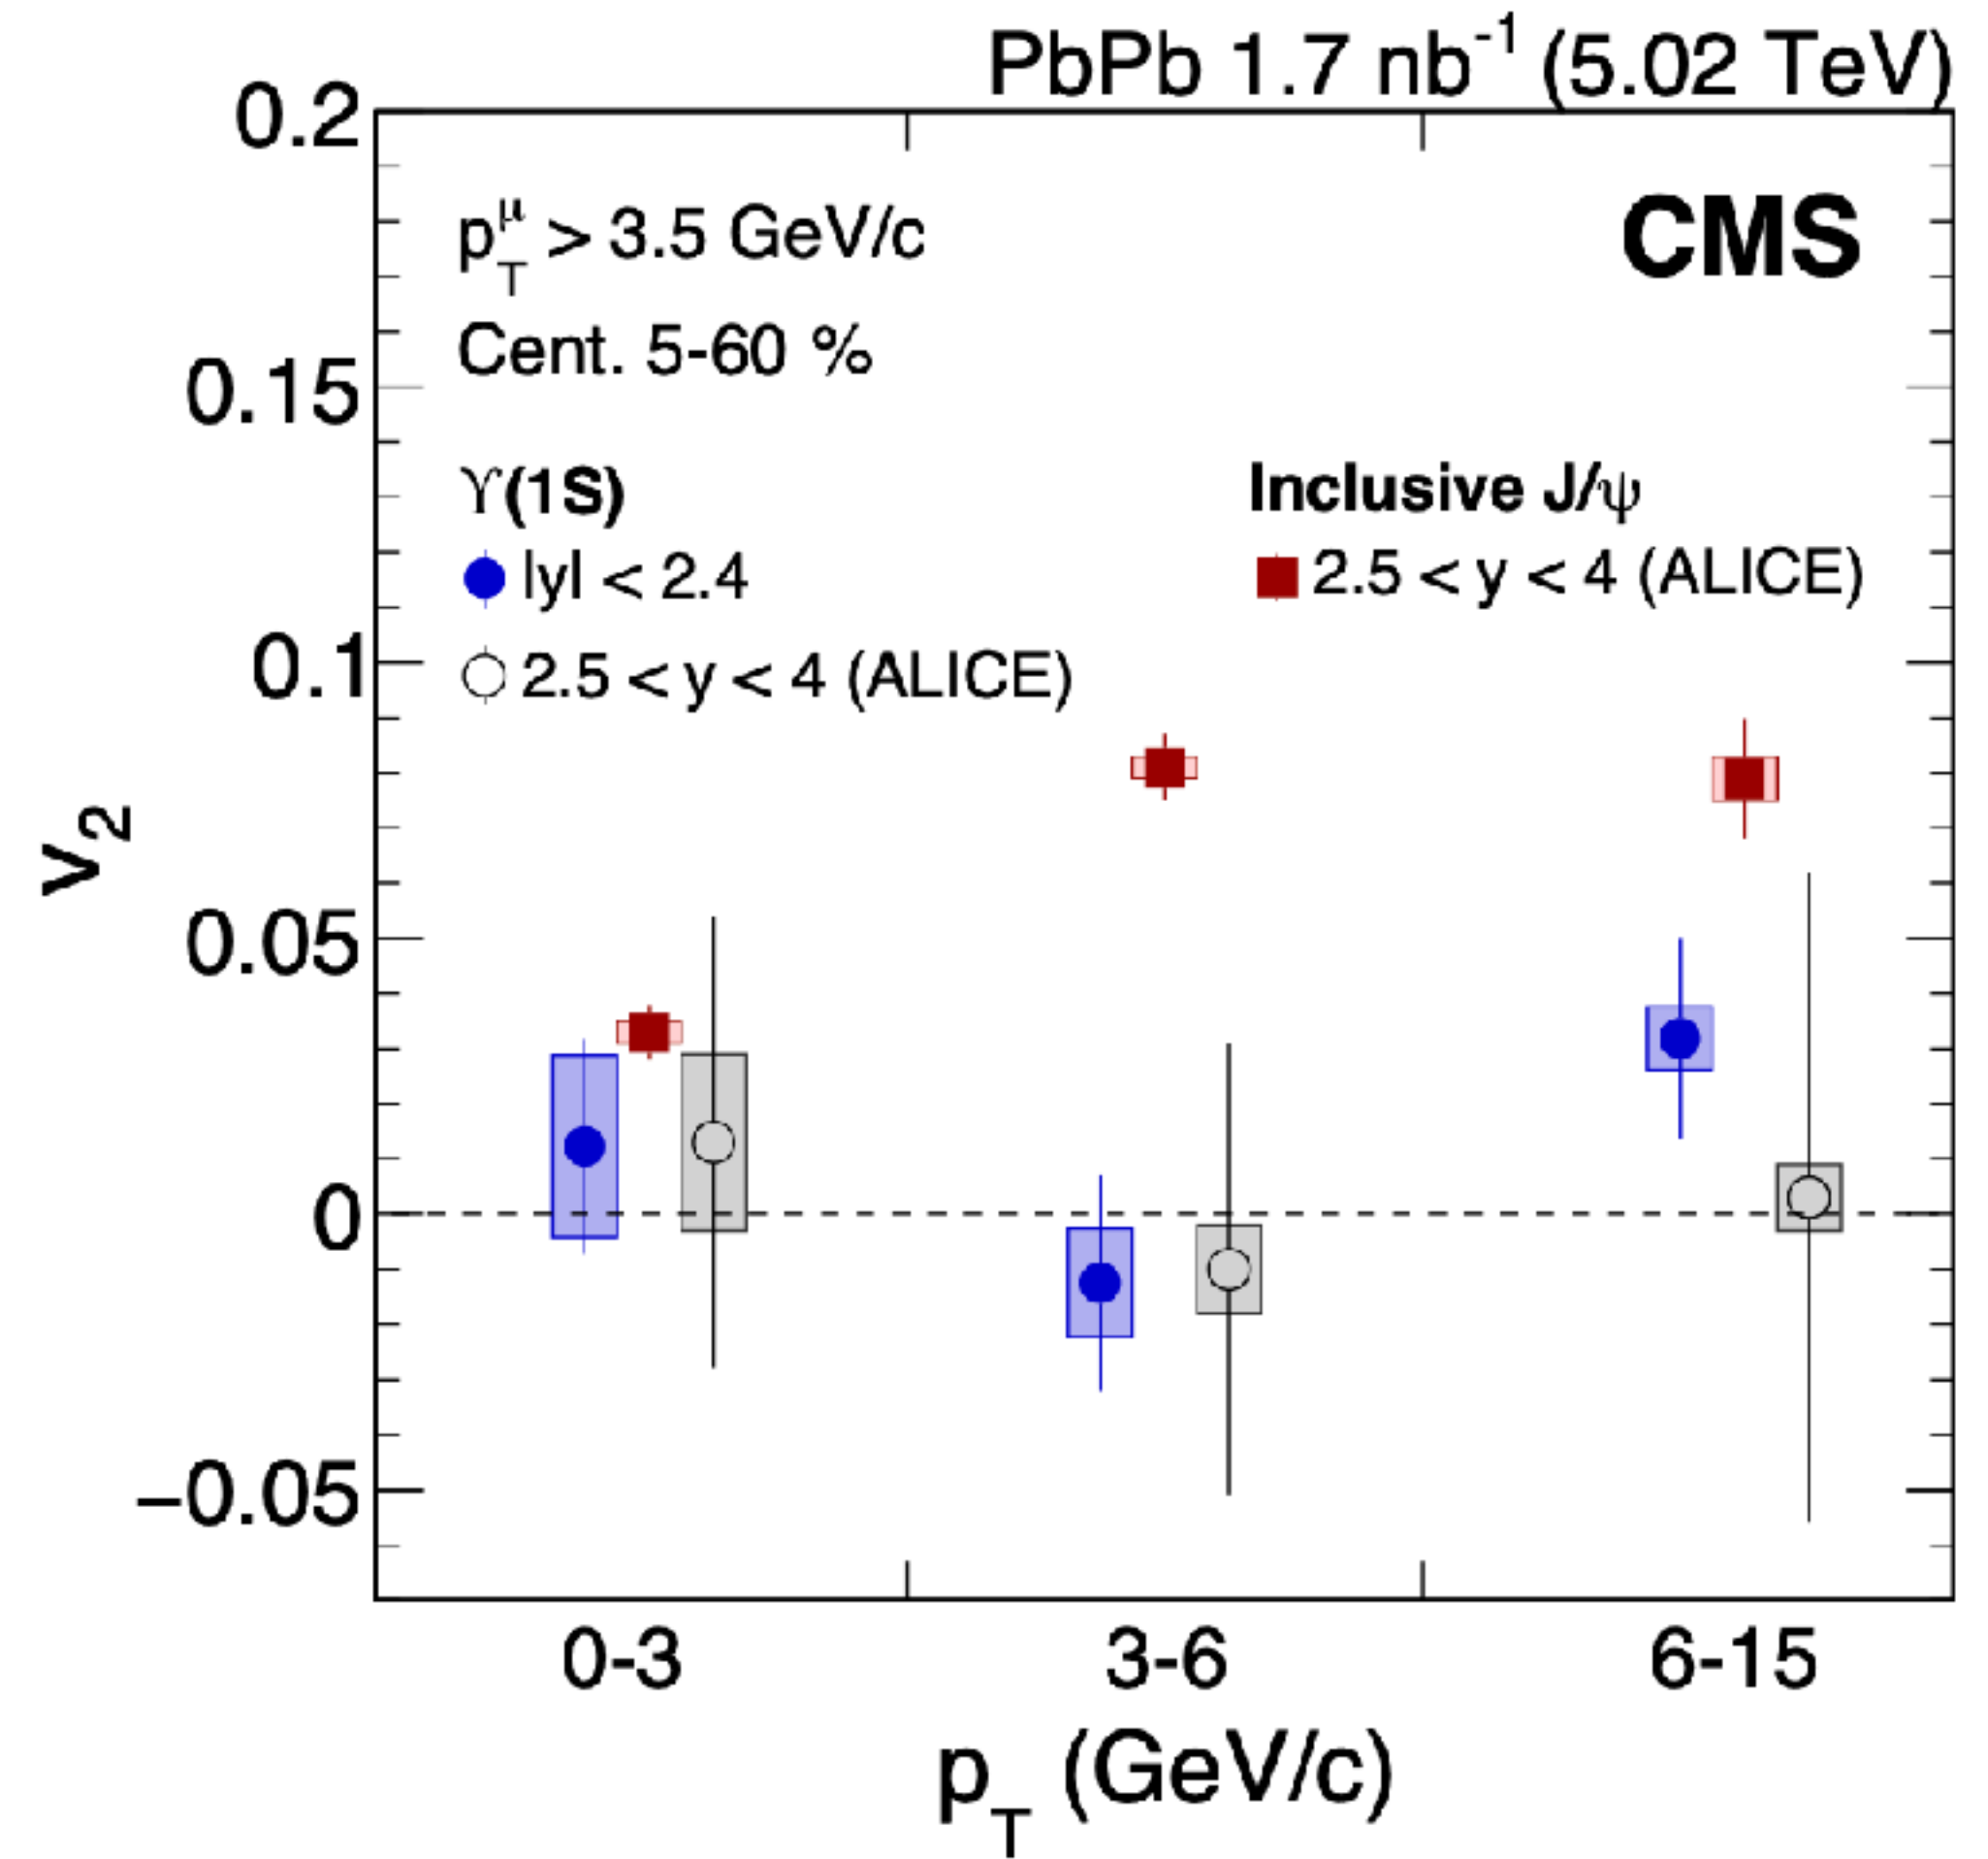 PbPb 1.7 nb⁻¹ (5.02 TeV)
CMS
p_T^μ > 3.5 GeV/c
Cent. 5-60 %
ϒ(1S)
|y| < 2.4
2.5 < y < 4 (ALICE)
Inclusive J/ψ
2.5 < y < 4 (ALICE)
v₂
0.2
0.15
0.1
0.05
0
−0.05
0-3 3-6 6-15
p_T (GeV/c)